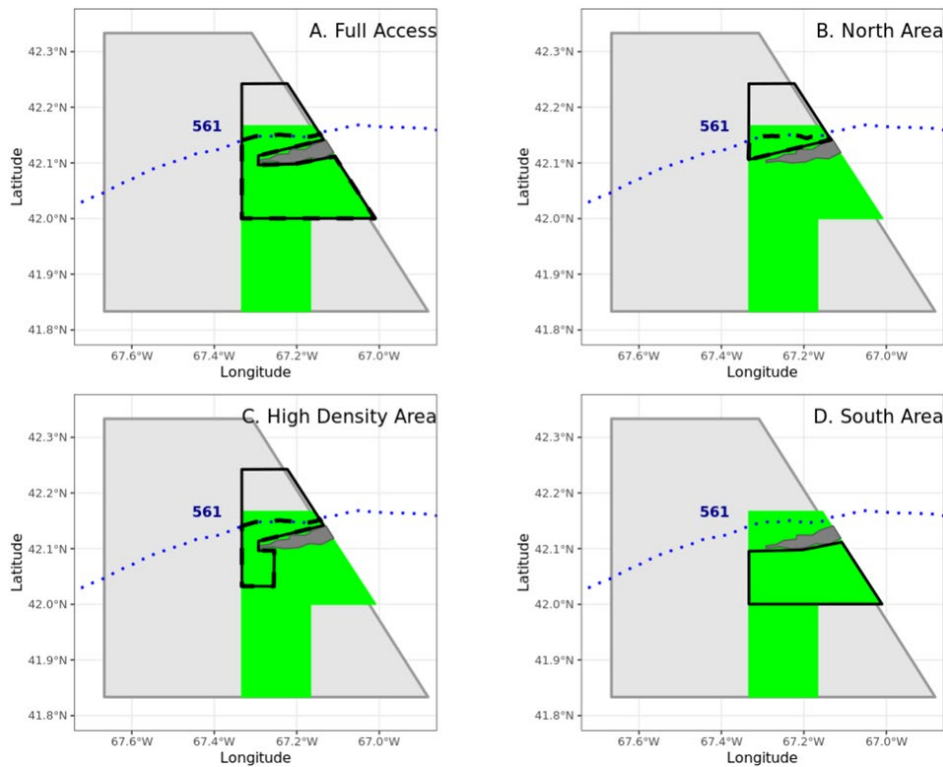 A. Full Access
42.3°N
42.2°N
42.1°N
42.0°N
41.9°N
41.8°N
Latitude
561
67.6°W
67.4°W
67.2°W
67.0°W
Longitude
B. North Area
42.3°N
42.2°N
42.1°N
42.0°N
41.9°N
41.8°N
Latitude
561
67.6°W
67.4°W
67.2°W
67.0°W
Longitude
C. High Density Area
42.3°N
42.2°N
42.1°N
42.0°N
41.9°N
41.8°N
Latitude
561
67.6°W
67.4°W
67.2°W
67.0°W
Longitude
D. South Area
42.3°N
42.2°N
42.1°N
42.0°N
41.9°N
41.8°N
Latitude
561
67.6°W
67.4°W
67.2°W
67.0°W
Longitude